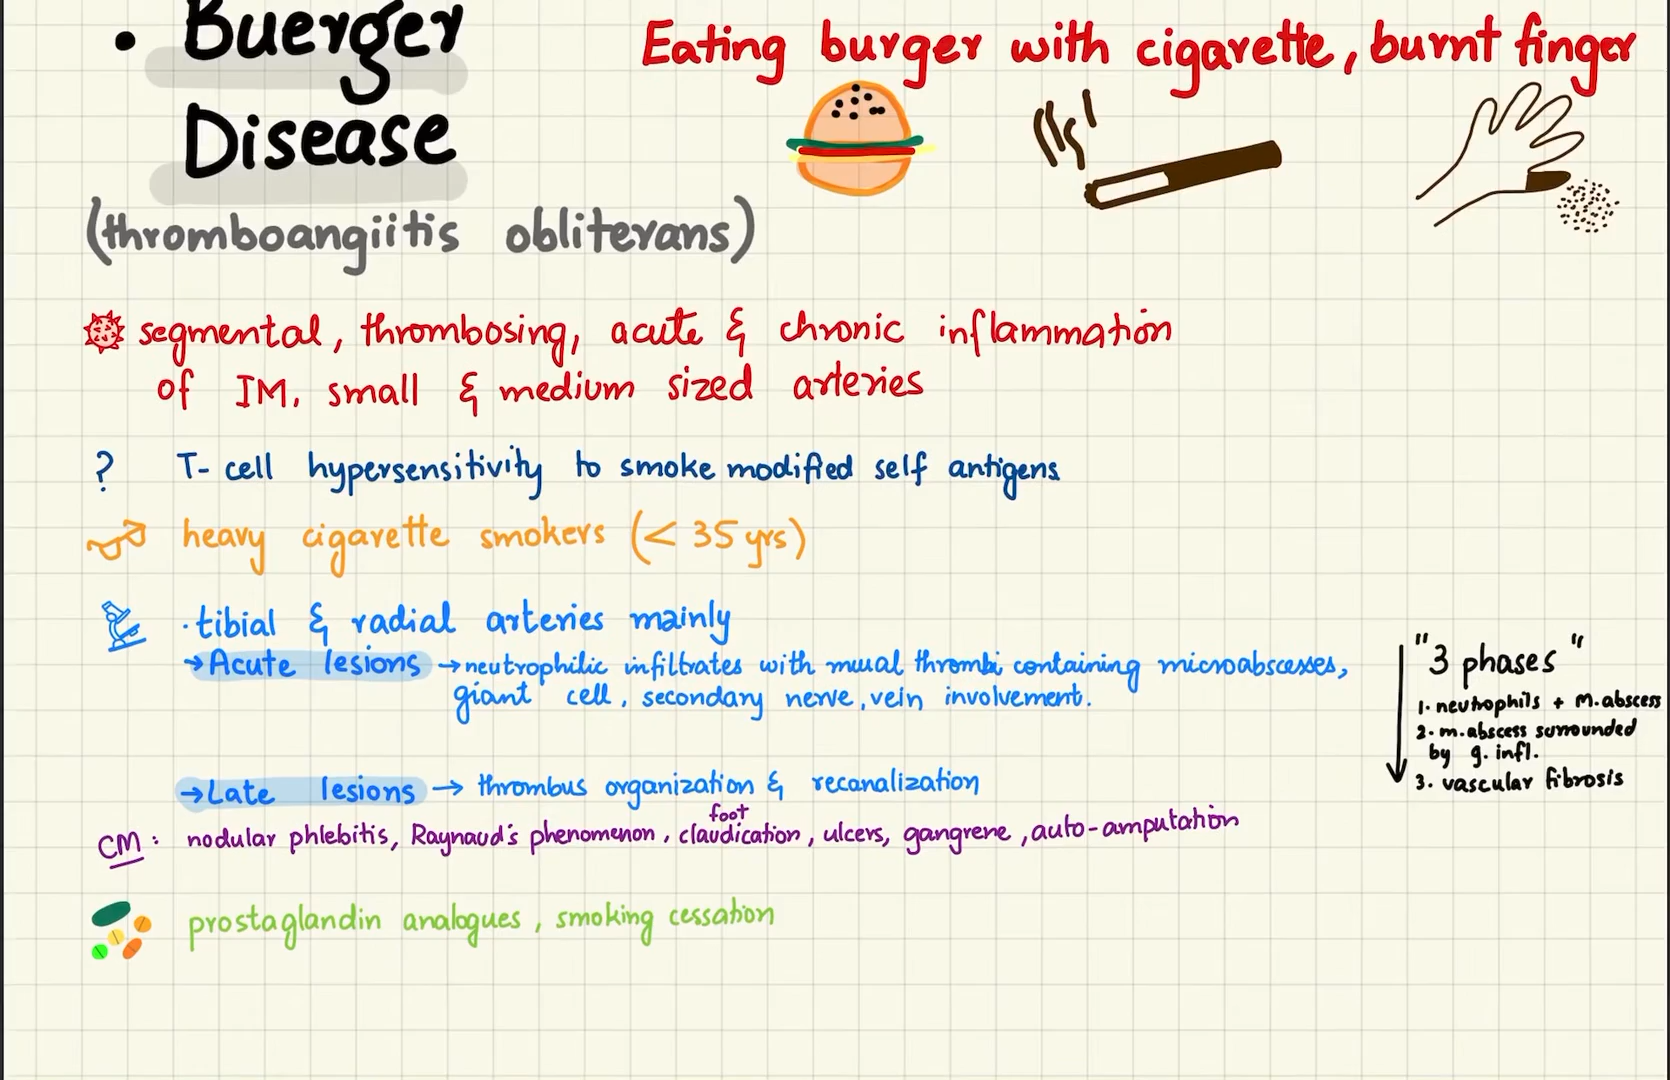 • Buerger
Disease
Eating burger with cigarette, burnt finger
(thromboangiitis obliterans)
segmental, thrombosing, acute & chronic inflammation
of IM, small & medium sized arteries
? T-cell hypersensitivity to smoke modified self antigens
heavy cigarette smokers (< 35 yrs)
· tibial & radial arteries mainly
→ Acute lesions → neutrophilic infiltrates with mual thrombi, containing microabscesses,
giant cell, secondary nerve, vein involvement.
"3 phases"
1. neutrophils + M.abscess
2. m.abscess surrounded
by g. infl.
3. vascular fibrosis
→ Late lesions → thrombus organization & recanalization
foot
CM: nodular phlebitis, Raynaud's phenomenon, claudication, ulcers, gangrene, auto-amputation
prostaglandin analogues, smoking cessation